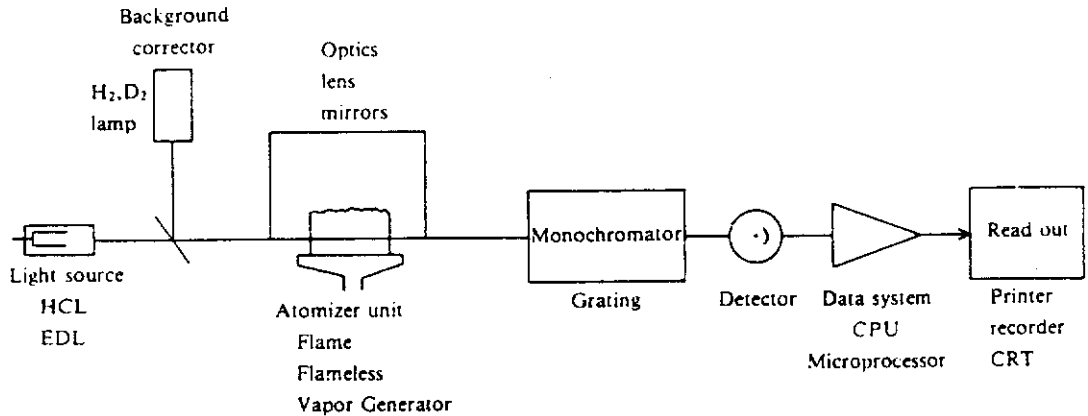 Background
corrector
H₂,D₂
lamp
Optics
lens
mirrors
Light source
HCL
EDL
Atomizer unit
Flame
Flameless
Vapor Generator
Monochromator
Grating
Detector
Data system
CPU
Microprocessor
Read out
Printer
recorder
CRT